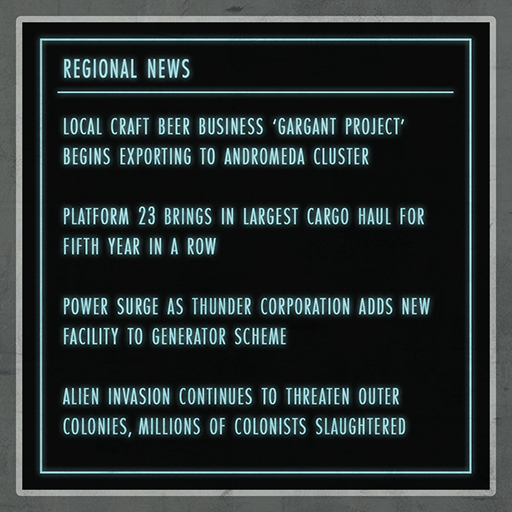 REGIONAL NEWS
LOCAL CRAFT BEER BUSINESS ‘GARGANT PROJECT’
BEGINS EXPORTING TO ANDROMEDA CLUSTER
PLATFORM 23 BRINGS IN LARGEST CARGO HAUL FOR
FIFTH YEAR IN A ROW
POWER SURGE AS THUNDER CORPORATION ADDS NEW
FACILITY TO GENERATOR SCHEME
ALIEN INVASION CONTINUES TO THREATEN OUTER
COLONIES, MILLIONS OF COLONISTS SLAUGHTERED